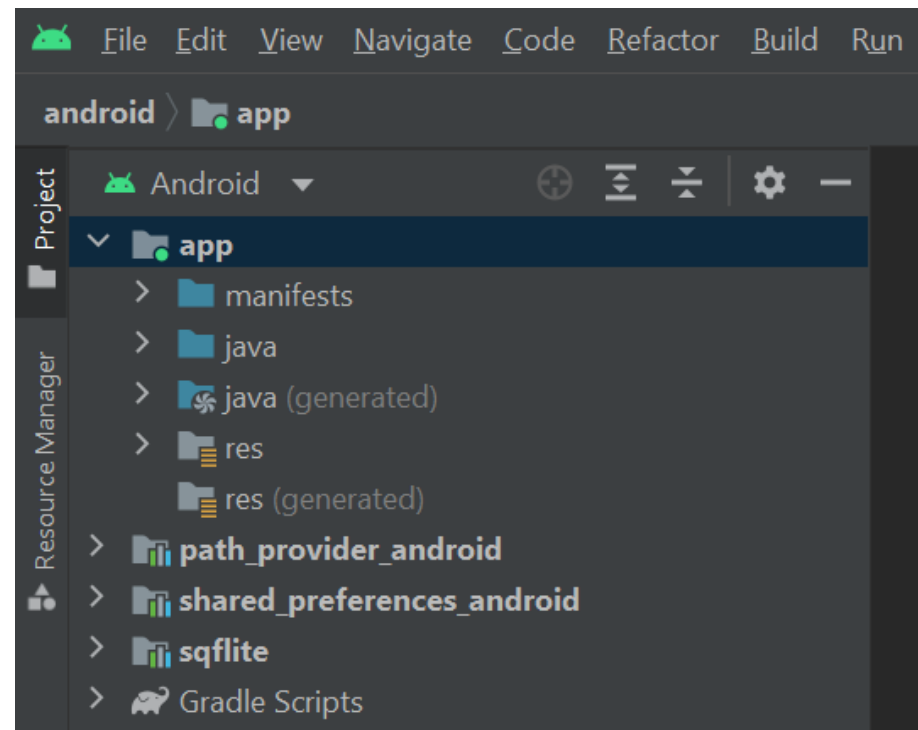 File Edit View Navigate Code Refactor Build Run
android app
Project
Resource Manager
Android
app
manifests
java
java (generated)
res
res (generated)
path_provider_android
shared_preferences_android
sqflite
Gradle Scripts